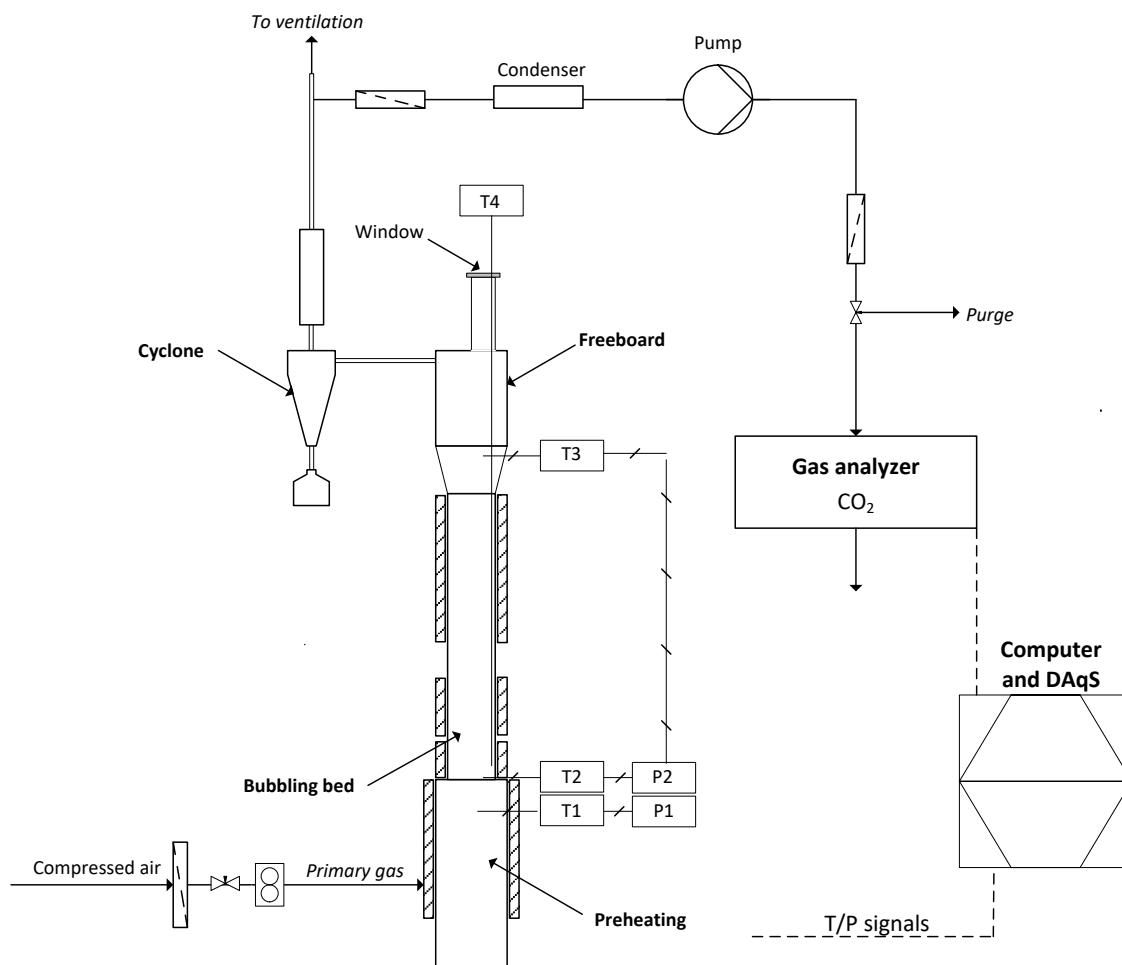 To ventilation
Pump
Condenser
T4
Window
Purge
Cyclone
Freeboard
T3
Gas analyzer
CO₂
Computer
and DAqS
Bubbling bed
T2
P2
T1
P1
Compressed air
Primary gas
Preheating
T/P signals